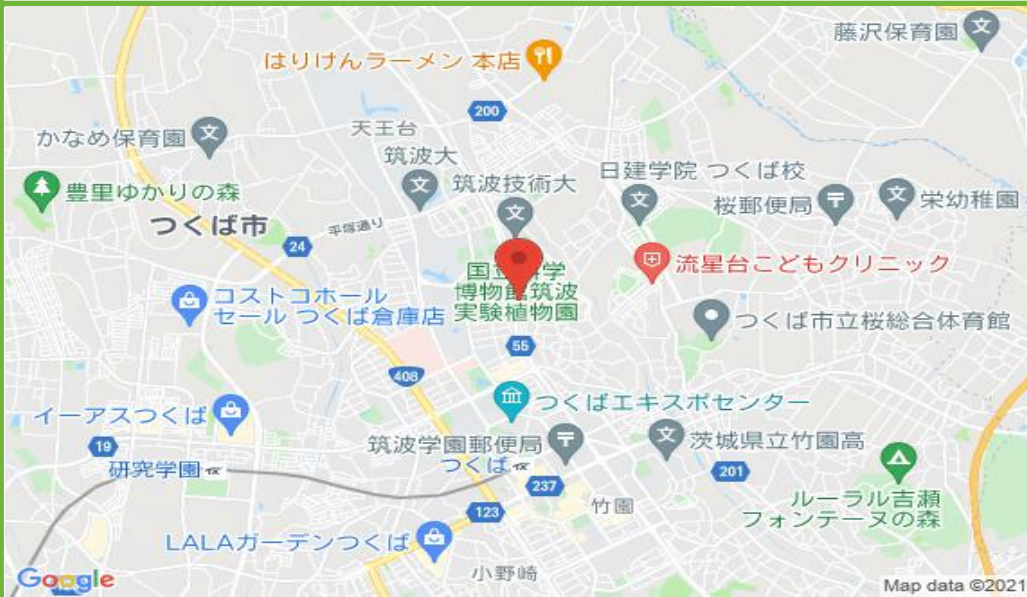 藤沢保育園
はりけんラーメン 本店
200
天王台
かなめ保育園
筑波大
日建学院 つくば校
筑波技術大
豊里ゆかりの森
桜郵便局
栄幼稚園
つくば市
平塚通り
24
流星台こどもクリニック
国立科学
博物館筑波
実験植物園
コストコホール
セール つくば倉庫店
つくば市立桜総合体育館
55
408
つくばエキスポセンター
イーアスつくば
筑波学園郵便局
茨城県立竹園高
19
研究学園
つくば
201
237
ルーラル吉瀬
フォンテーヌの森
竹園
123
LALAガーデンつくば
小野崎
Google
Map data ©2021